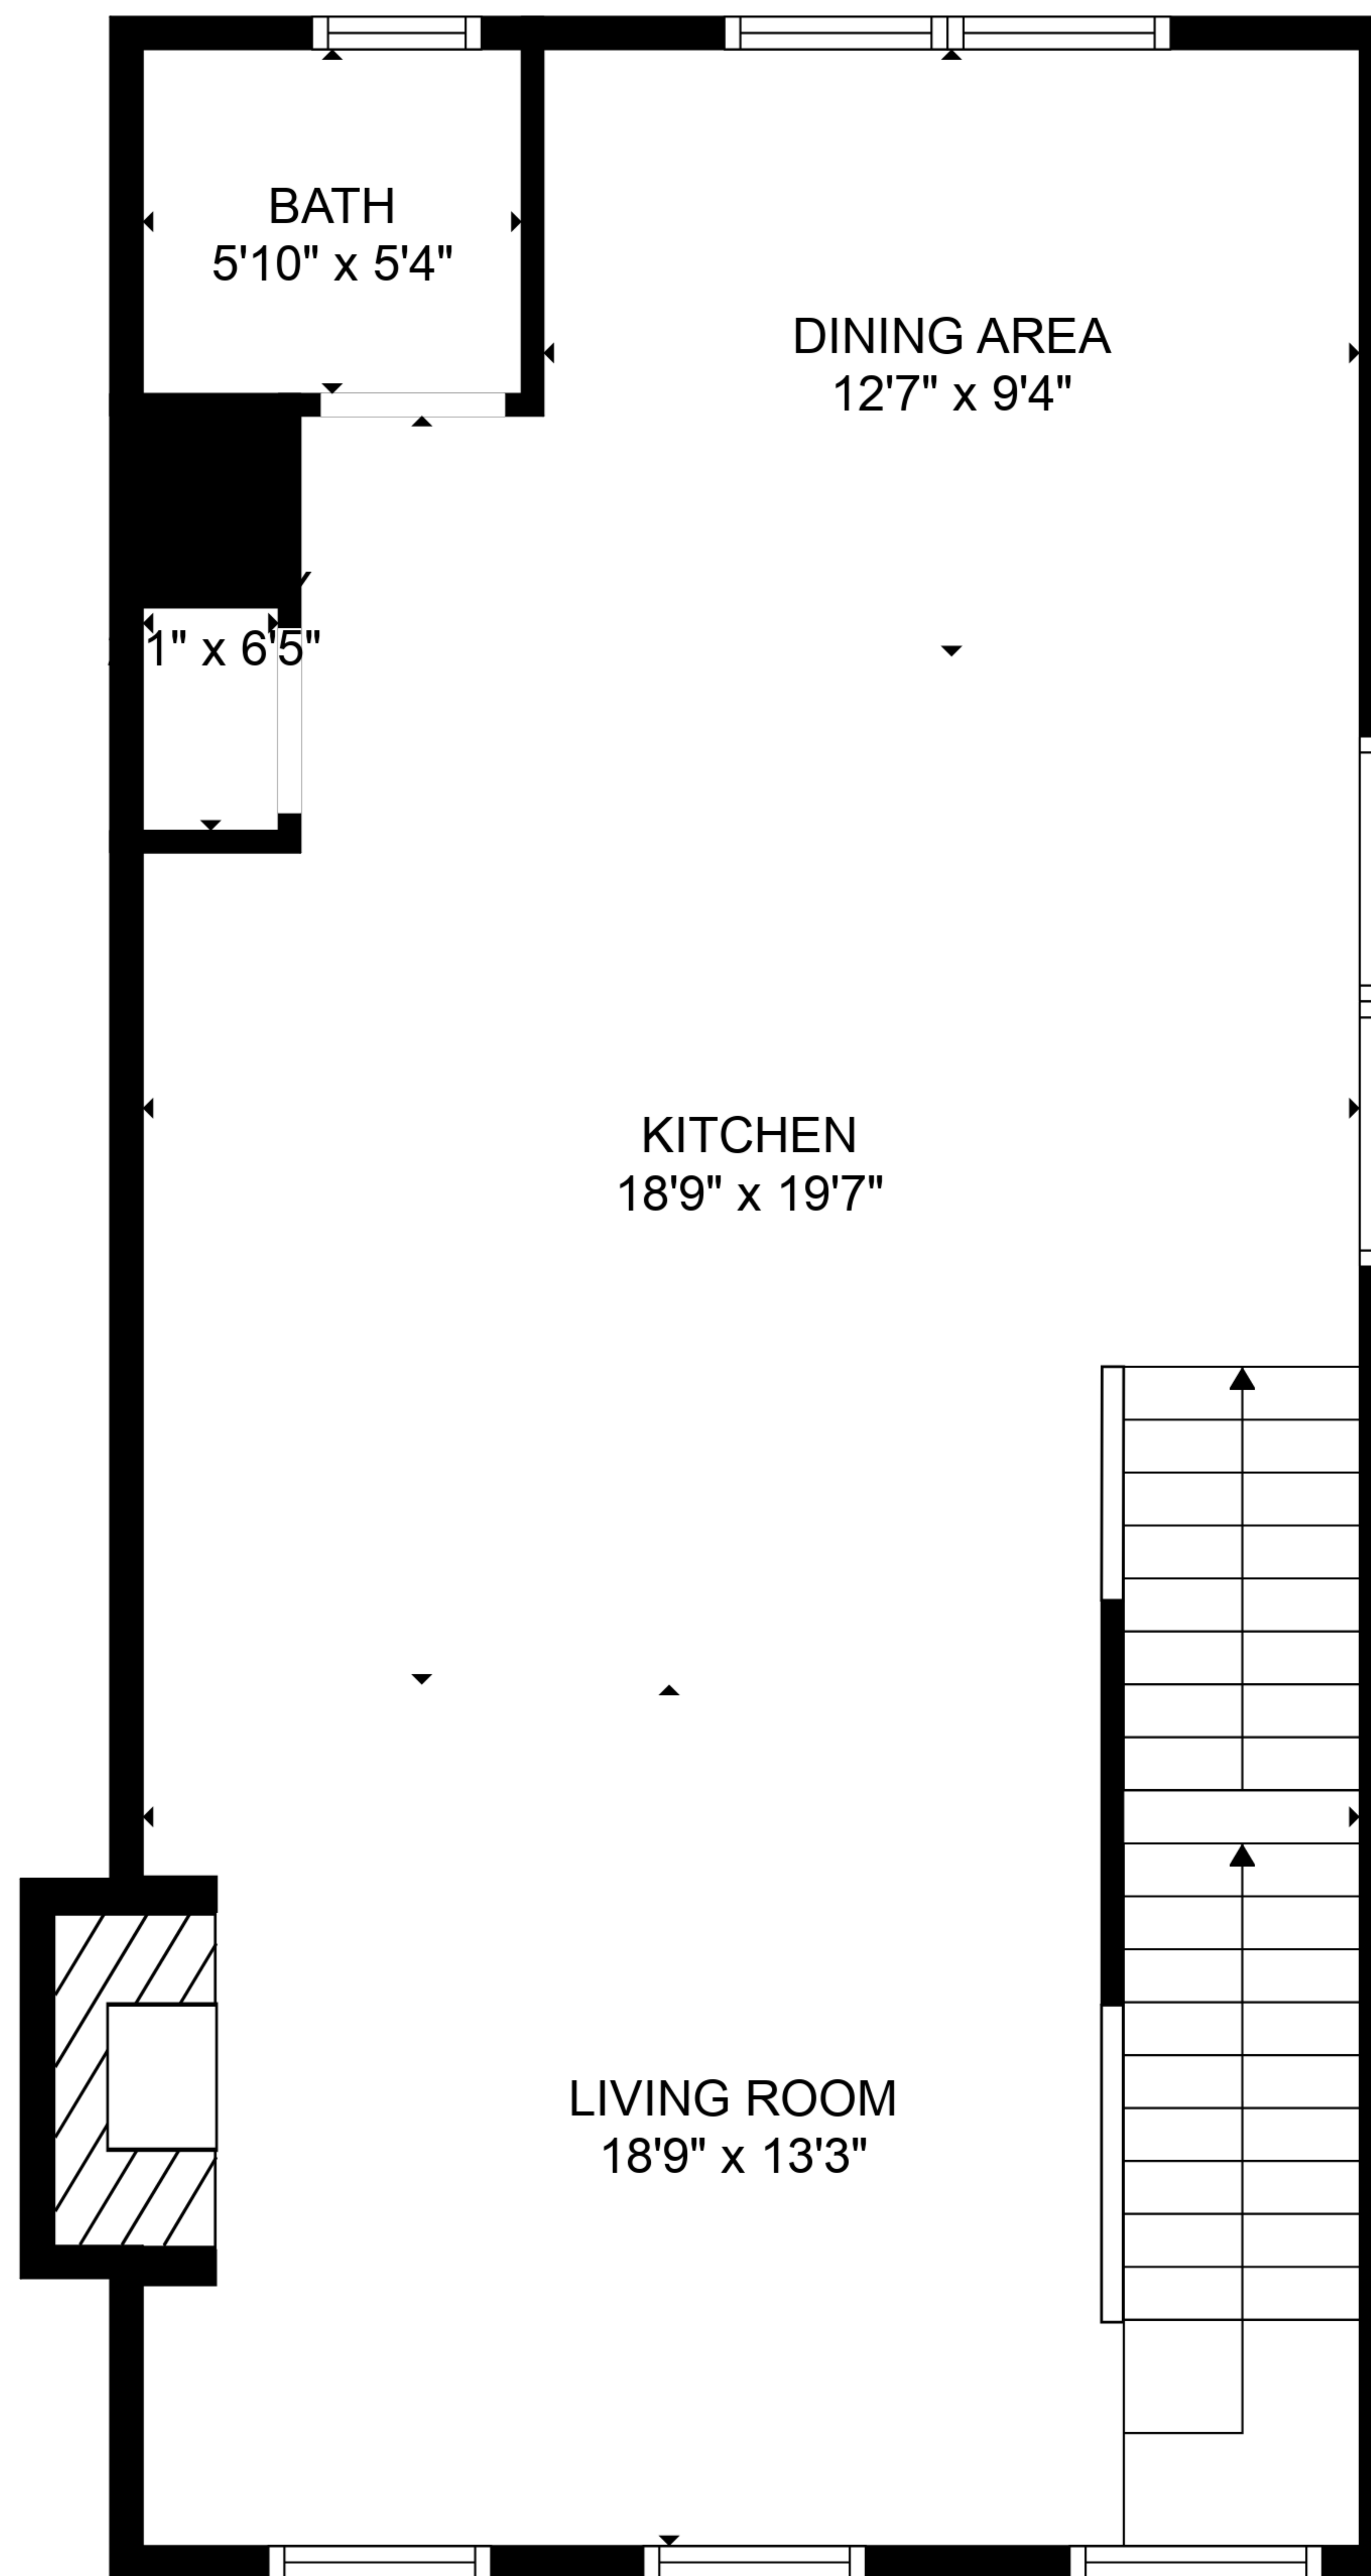 BATH
5'10" x 5'4"
DINING AREA
12'7" x 9'4"
1" x 6'5"
KITCHEN
18'9" x 19'7"
LIVING ROOM
18'9" x 13'3"